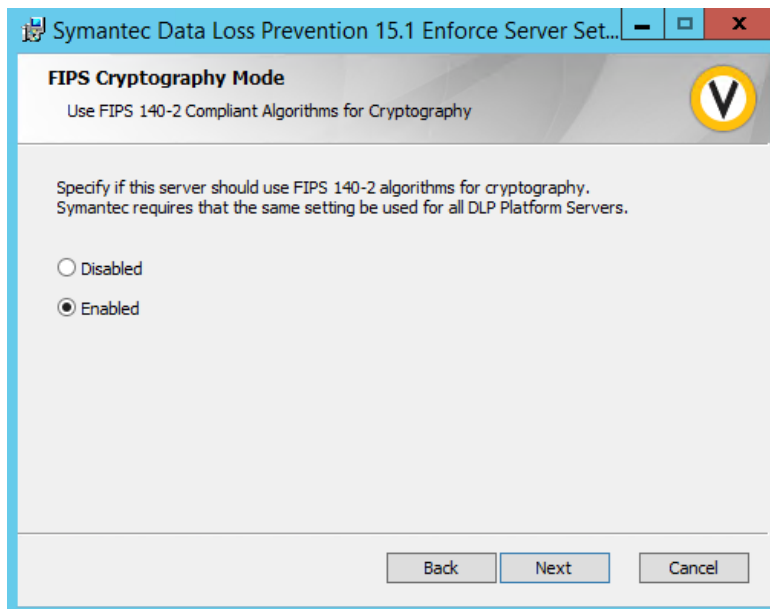 Symantec Data Loss Prevention 15.1 Enforce Server Set...
FIPS Cryptography Mode
Use FIPS 140-2 Compliant Algorithms for Cryptography
Specify if this server should use FIPS 140-2 algorithms for cryptography.
Symantec requires that the same setting be used for all DLP Platform Servers.
Disabled
Enabled
Back Next Cancel